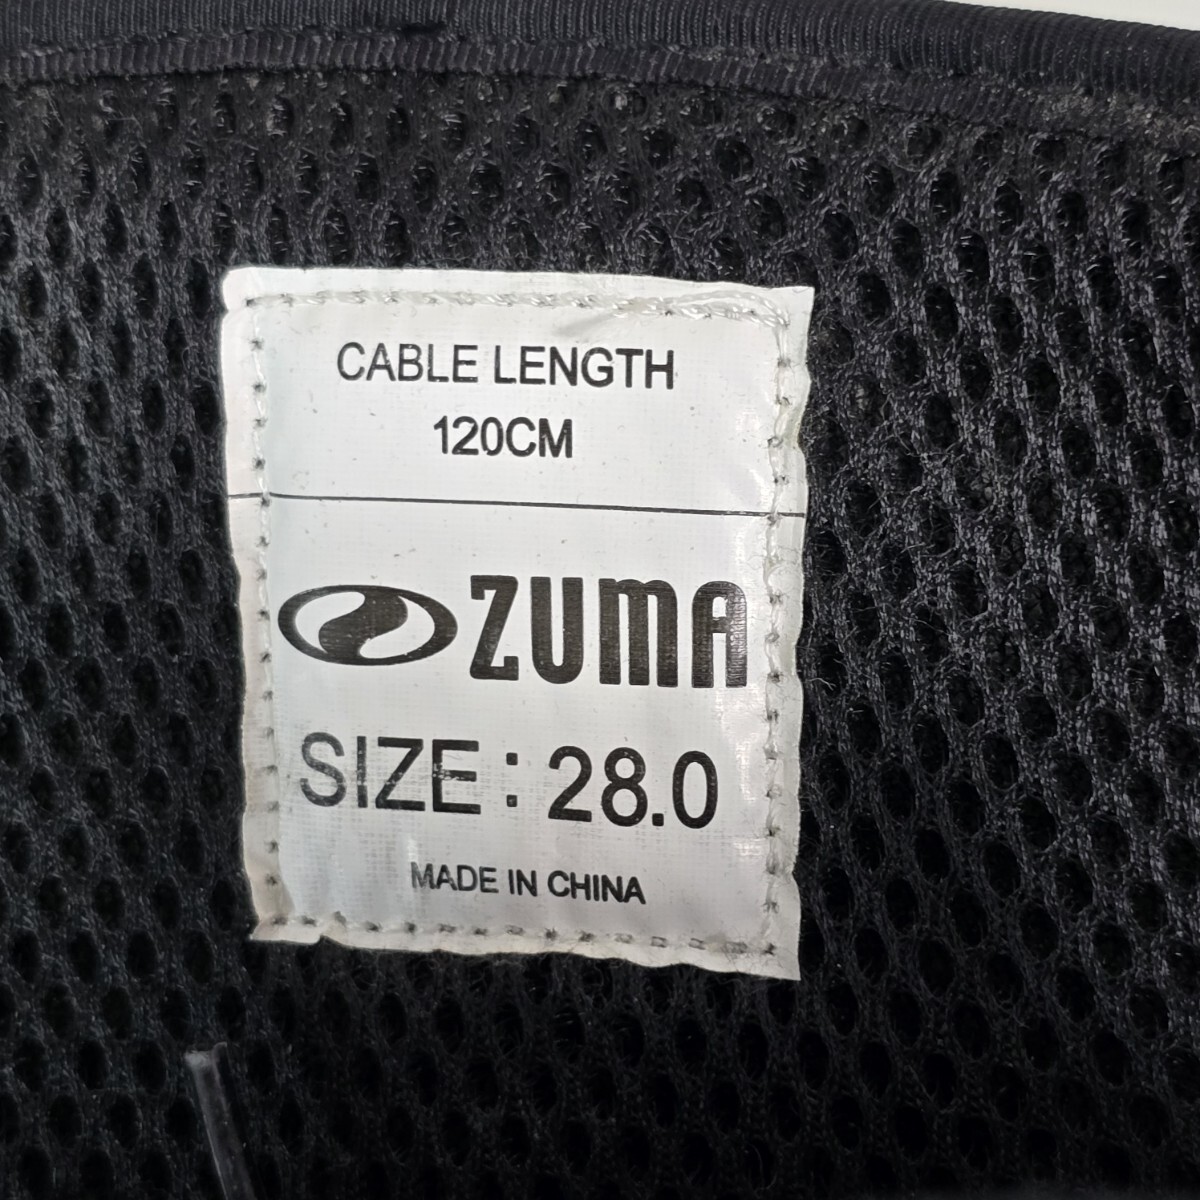 CABLE LENGTH
120CM
ZUMA
SIZE : 28.0
MADE IN CHINA